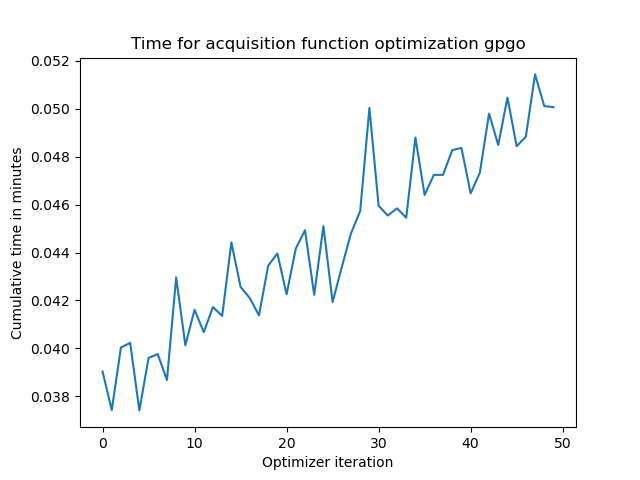 Time for acquisition function optimization gpgo
0.052
0.050
0.048
0.046
0.044
0.042
0.040
0.038
Cumulative time in minutes
0 10 20 30 40 50
Optimizer iteration